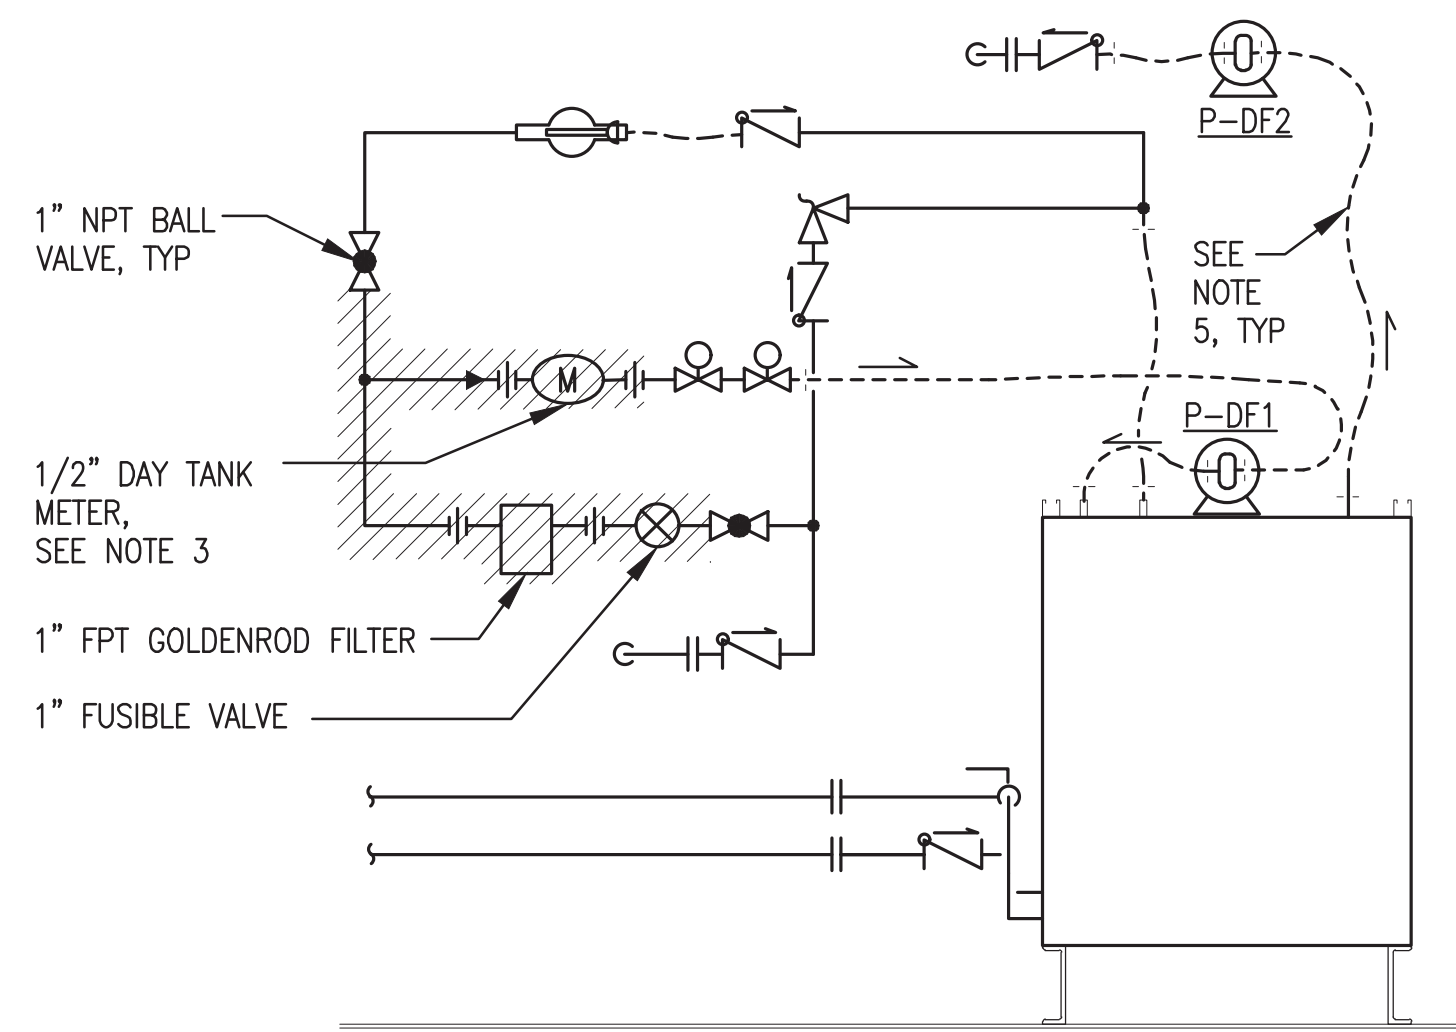 P-DF2
1" NPT BALL
VALVE, TYP
SEE
NOTE
5, TYP
M
P-DF1
1/2" DAY TANK
METER,
SEE NOTE 3
1" FPT GOLDENROD FILTER
1" FUSIBLE VALVE